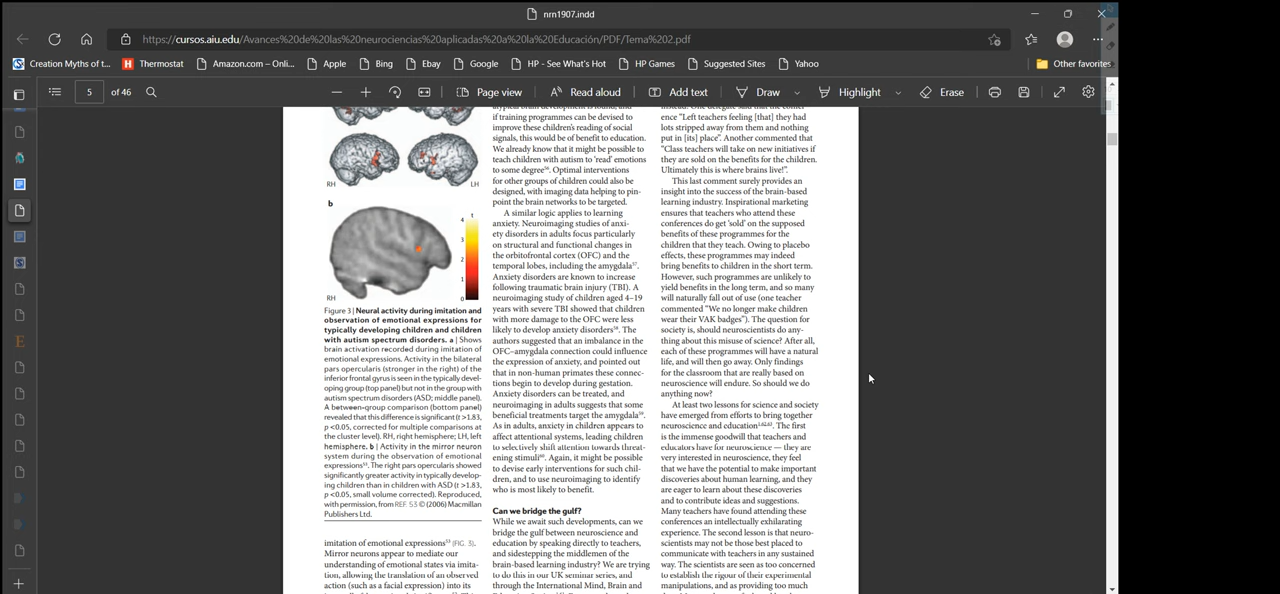 nrn1907.indd
https://cursos.aiu.edu/Avances%20de%20las%20neurociencias%20aplicadas%20a%20la%20Educación/PDF/Tema%202.pdf
Creation Myths of t... Thermostat Amazon.com – Onli... Apple Bing Ebay Google HP - See What's Hot HP Games Suggested Sites Yahoo Other favorites
5 of 46 Page view Read aloud Add text Draw Highlight Erase
RH LH
b
t
4
3
2
1
0
RH
Figure 3 | Neural activity during imitation and
observation of emotional expressions for
typically developing children and children
with autism spectrum disorders. a | Shows
brain activation recorded during imitation of
emotional expressions. Activity in the bilateral
pars opercularis (stronger in the right) of the
inferior frontal gyrus is seen in the typically devel-
oping group (top panel) but not in the group with
autism spectrum disorders (ASD; middle panel).
A between-group comparison (bottom panel)
revealed that this difference is significant (t >1.83,
p <0.05, corrected for multiple comparisons at
the cluster level). RH, right hemisphere; LH, left
hemisphere. b | Activity in the mirror neuron
system during the observation of emotional
expressions53. The right pars opercularis showed
significantly greater activity in typically develop-
ing children than in children with ASD (t >1.83,
p <0.05, small volume corrected). Reproduced,
with permission, from REF. 53 © (2006) Macmillan
Publishers Ltd.
imitation of emotional expressions53 (FIG. 3).
Mirror neurons appear to mediate our
understanding of emotional states via imita-
tion, allowing the translation of an observed
action (such as a facial expression) into its
atypical brain development is found, and
if training programmes can be devised to
improve these children's reading of social
signals, this would be of benefit to education.
We already know that it might be possible to
teach children with autism to 'read' emotions
to some degree56. Optimal interventions
for other groups of children could also be
designed, with imaging data helping to pin-
point the brain networks to be targeted.
A similar logic applies to learning
anxiety. Neuroimaging studies of anxi-
ety disorders in adults focus particularly
on structural and functional changes in
the orbitofrontal cortex (OFC) and the
temporal lobes, including the amygdala57.
Anxiety disorders are known to increase
following traumatic brain injury (TBI). A
neuroimaging study of children aged 4–19
years with severe TBI showed that children
with more damage to the OFC were less
likely to develop anxiety disorders58. The
authors suggested that an imbalance in the
OFC–amygdala connection could influence
the expression of anxiety, and pointed out
that in non-human primates these connec-
tions begin to develop during gestation.
Anxiety disorders can be treated, and
neuroimaging in adults suggests that some
beneficial treatments target the amygdala59.
As in adults, anxiety in children appears to
affect attentional systems, leading children
to selectively shift attention towards threat-
ening stimuli60. Again, it might be possible
to devise early interventions for such chil-
dren, and to use neuroimaging to identify
who is most likely to benefit.
Can we bridge the gulf?
While we await such developments, can we
bridge the gulf between neuroscience and
education by speaking directly to teachers,
and sidestepping the middlemen of the
brain-based learning industry? We are trying
to do this in our UK seminar series, and
through the International Mind, Brain and
instead. One delegate said that the confer-
ence "Left teachers feeling [that] they had
lots stripped away from them and nothing
put in [its] place". Another commented that
"Class teachers will take on new initiatives if
they are sold on the benefits for the children.
Ultimately this is where brains live!".
This last comment surely provides an
insight into the success of the brain-based
learning industry. Inspirational marketing
ensures that teachers who attend these
conferences do get 'sold' on the supposed
benefits of these programmes for the
children that they teach. Owing to placebo
effects, these programmes may indeed
bring benefits to children in the short term.
However, such programmes are unlikely to
yield benefits in the long term, and so many
will naturally fall out of use (one teacher
commented "We no longer make children
wear their VAK badges"). The question for
society is, should neuroscientists do any-
thing about this misuse of science? After all,
each of these programmes will have a natural
life, and will then go away. Only findings
for the classroom that are really based on
neuroscience will endure. So should we do
anything now?
At least two lessons for science and society
have emerged from efforts to bring together
neuroscience and education. The first
is the immense goodwill that teachers and
educators have for neuroscience — they are
very interested in neuroscience, they feel
that we have the potential to make important
discoveries about human learning, and they
are eager to learn about these discoveries
and to contribute ideas and suggestions.
Many teachers have found attending these
conferences an intellectually exhilarating
experience. The second lesson is that neuro-
scientists may not be those best placed to
communicate with teachers in any sustained
way. The scientists are seen as too concerned
to establish the rigour of their experimental
manipulations, and as providing too much